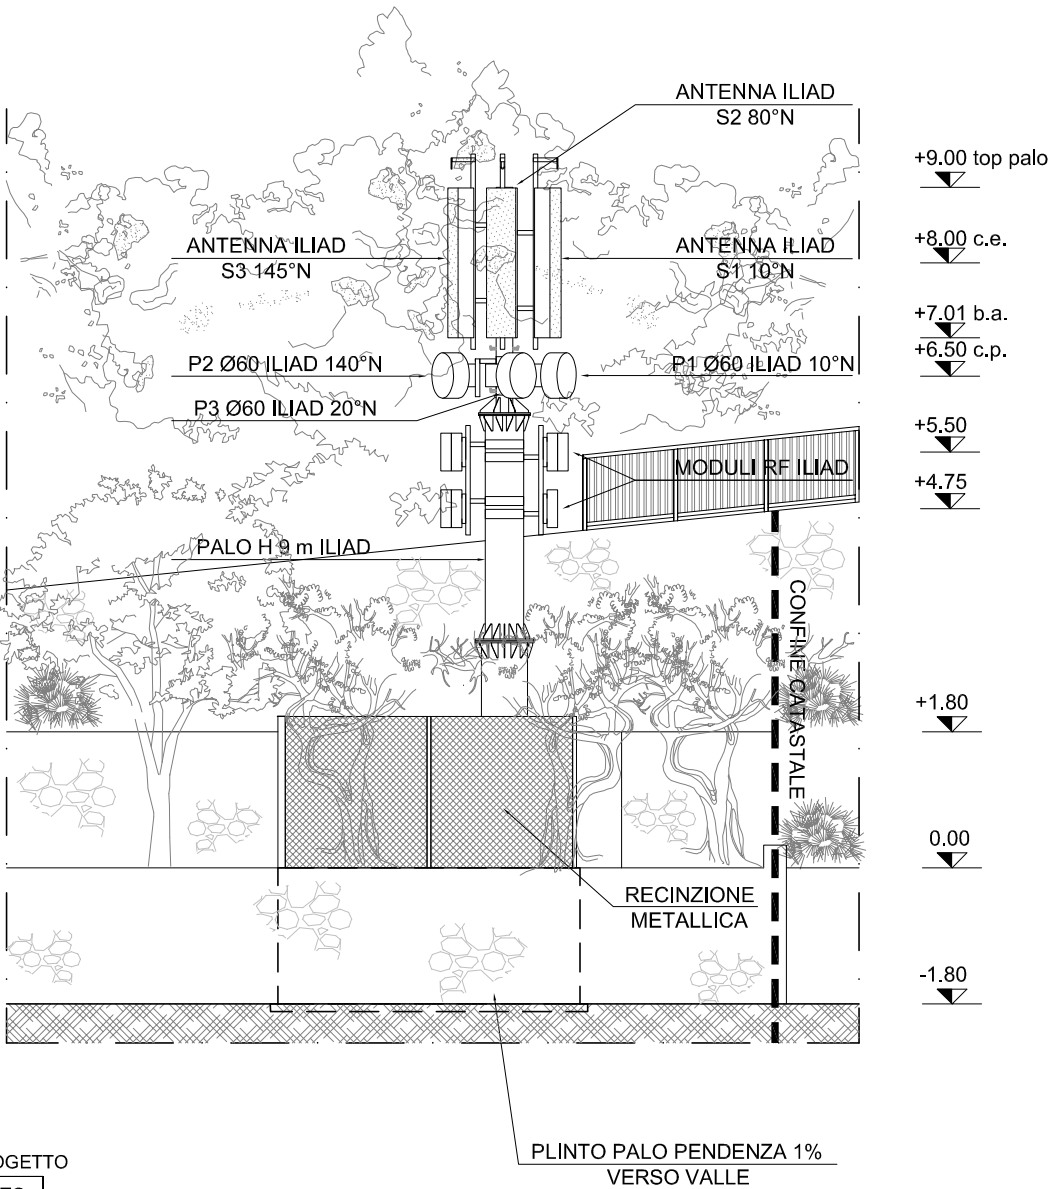 ANTENNA ILIAD
S2 80°N
+9.00 top palo
ANTENNA ILIAD
S3 145°N
ANTENNA ILIAD
S1 10°N
+8.00 c.e.
+7.01 b.a.
+6.50 c.p.
P2 Ø60 ILIAD 140°N
P1 Ø60 ILIAD 10°N
P3 Ø60 ILIAD 20°N
+5.50
MODULI RF ILIAD
+4.75
PALO H 9 m ILIAD
CONFINE CATASTALE
+1.80
0.00
RECINZIONE
METALLICA
-1.80
PLINTO PALO PENDENZA 1%
VERSO VALLE
OGETTO